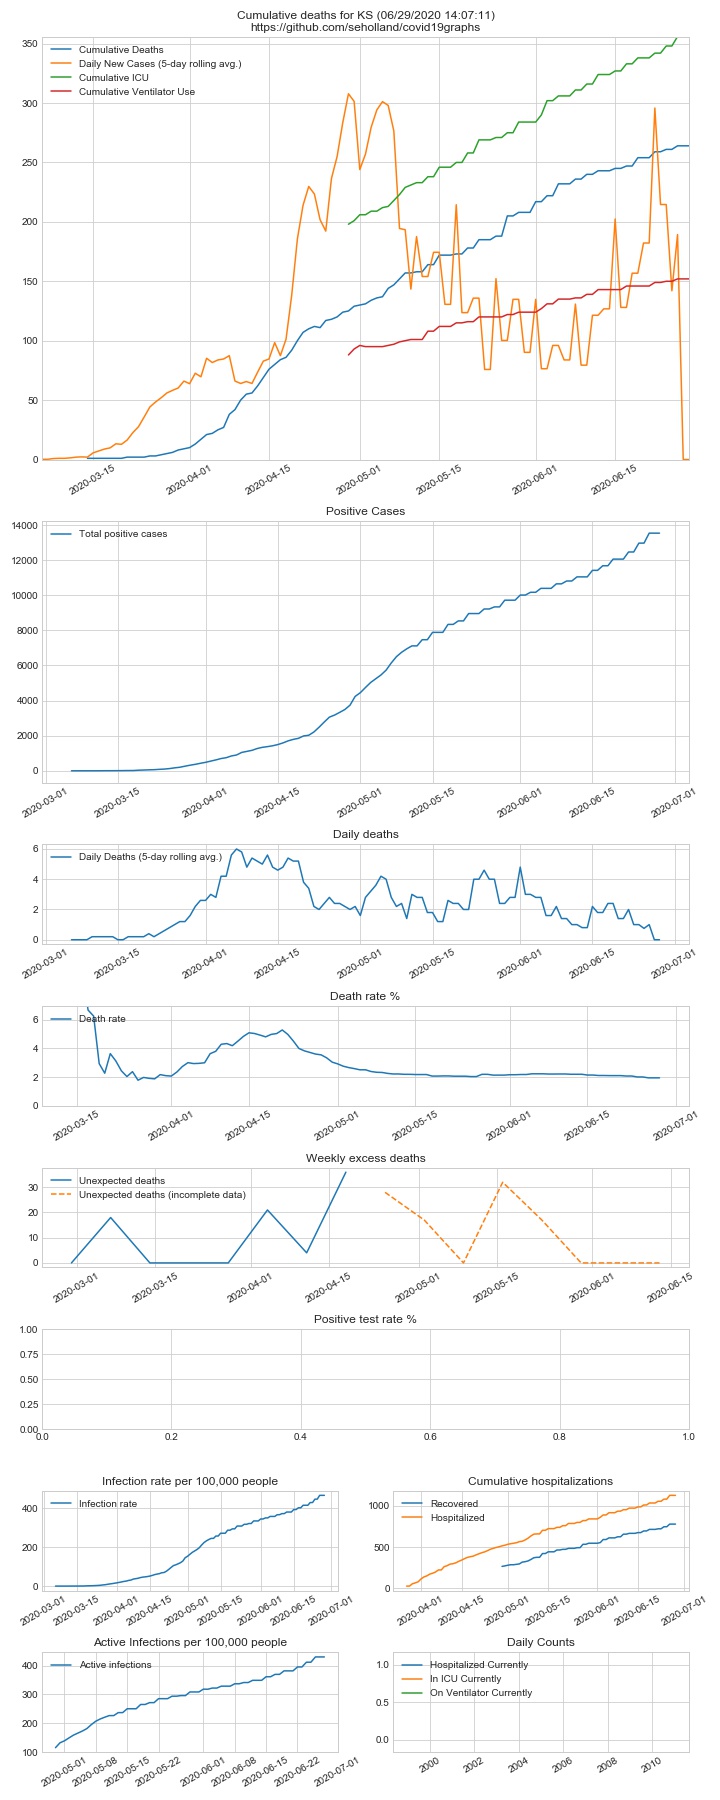 Cumulative deaths for KS (06/29/2020 14:07:11)
https://github.com/seholland/covid19graphs
350
300
250
200
150
100
50
0
Cumulative Deaths
Daily New Cases (5-day rolling avg.)
Cumulative ICU
Cumulative Ventilator Use
2020-03-15 2020-04-01 2020-04-15 2020-05-01 2020-05-15 2020-06-01 2020-06-15
Positive Cases
14000
12000
10000
8000
6000
4000
2000
0
Total positive cases
2020-03-01 2020-03-15 2020-04-01 2020-04-15 2020-05-01 2020-05-15 2020-06-01 2020-06-15 2020-07-01
Daily deaths
6
4
2
0
Daily Deaths (5-day rolling avg.)
2020-03-01 2020-03-15 2020-04-01 2020-04-15 2020-05-01 2020-05-15 2020-06-01 2020-06-15 2020-07-01
Death rate %
6
4
2
0
Death rate
2020-03-15 2020-04-01 2020-04-15 2020-05-01 2020-05-15 2020-06-01 2020-06-15 2020-07-01
Weekly excess deaths
30
20
10
0
Unexpected deaths
Unexpected deaths (incomplete data)
2020-03-01 2020-03-15 2020-04-01 2020-04-15 2020-05-01 2020-05-15 2020-06-01 2020-06-15
Positive test rate %
1.00
0.75
0.50
0.25
0.00
0.0 0.2 0.4 0.6 0.8 1.0
Infection rate per 100,000 people
400
200
0
Infection rate
2020-03-01 2020-03-15 2020-04-01 2020-04-15 2020-05-01 2020-05-15 2020-06-01 2020-06-15 2020-07-01
Cumulative hospitalizations
1000
500
0
Recovered
Hospitalized
2020-04-01 2020-04-15 2020-05-01 2020-05-15 2020-06-01 2020-06-15 2020-07-01
Active Infections per 100,000 people
400
300
200
100
Active infections
2020-05-01 2020-05-08 2020-05-15 2020-05-22 2020-06-01 2020-06-08 2020-06-15 2020-06-22 2020-07-01
Daily Counts
1.0
0.5
0.0
Hospitalized Currently
In ICU Currently
On Ventilator Currently
2000 2002 2004 2006 2008 2010